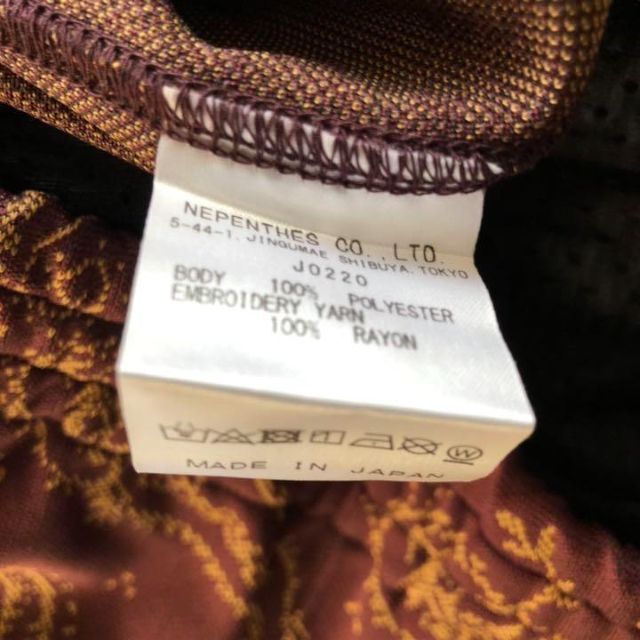 NEPENTHES CO.,LTD.
5-44-1,JINGUMAE SHIBUYA.TOKYO
J0220
BODY 100% POLYESTER
EMBROIDERY YARN
100% RAYON
W
MADE IN JAPAN